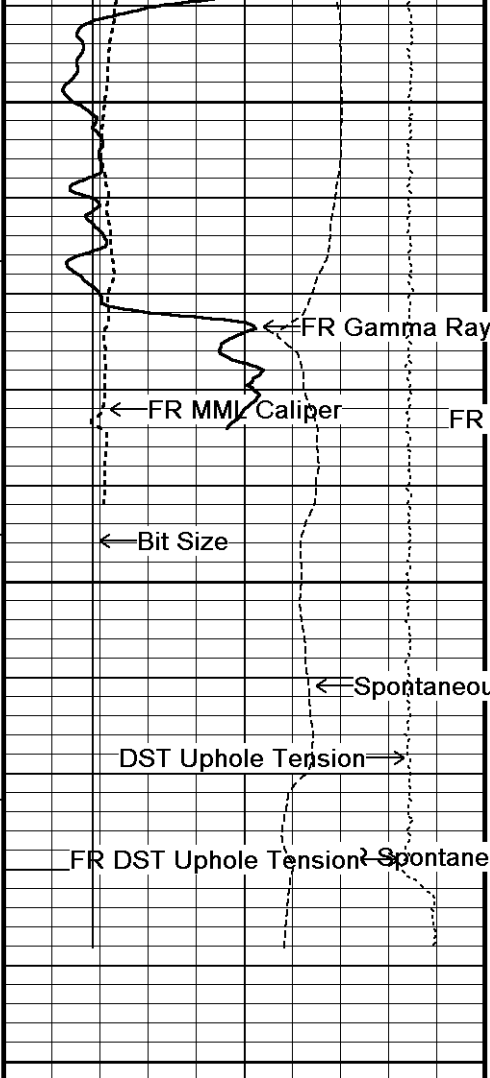 FR Gamma Ray
FR MML Caliper
FR
Bit Size
Spontaneou
DST Uphole Tension
FR DST Uphole Tension
Spontane